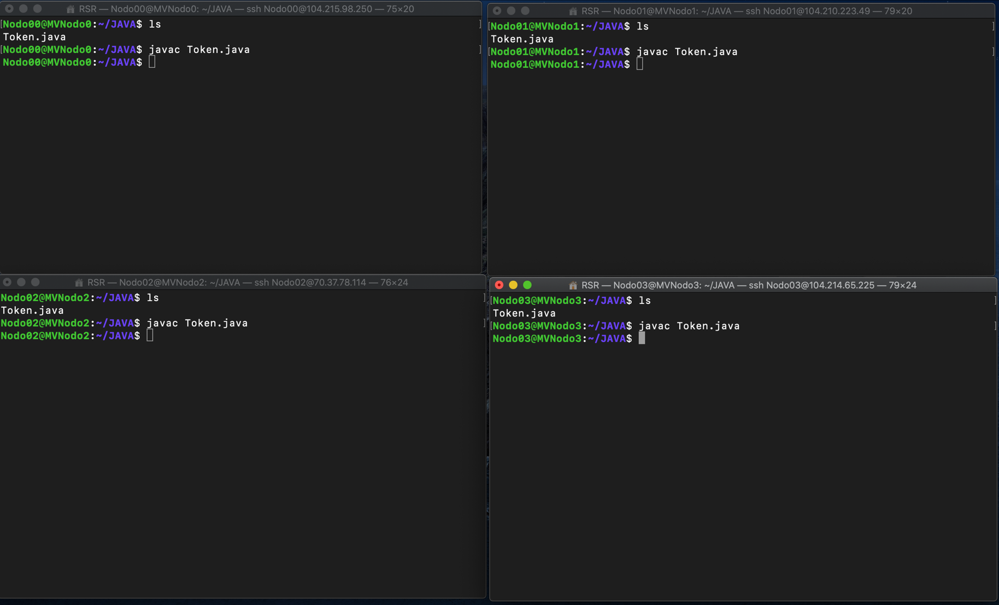 RSR — Nodo00@MVNodo0: ~/JAVA — ssh Nodo00@104.215.98.250 — 75×20
[Nodo00@MVNodo0:~/JAVA$ ls ]
Token.java
[Nodo00@MVNodo0:~/JAVA$ javac Token.java ]
Nodo00@MVNodo0:~/JAVA$
RSR — Nodo01@MVNodo1: ~/JAVA — ssh Nodo01@104.210.223.49 — 79×20
[Nodo01@MVNodo1:~/JAVA$ ls ]
Token.java
[Nodo01@MVNodo1:~/JAVA$ javac Token.java ]
Nodo01@MVNodo1:~/JAVA$
RSR — Nodo02@MVNodo2: ~/JAVA — ssh Nodo02@70.37.78.114 — 76×24
Nodo02@MVNodo2:~/JAVA$ ls ]
Token.java
Nodo02@MVNodo2:~/JAVA$ javac Token.java ]
Nodo02@MVNodo2:~/JAVA$
RSR — Nodo03@MVNodo3: ~/JAVA — ssh Nodo03@104.214.65.225 — 79×24
[Nodo03@MVNodo3:~/JAVA$ ls ]
Token.java
[Nodo03@MVNodo3:~/JAVA$ javac Token.java ]
Nodo03@MVNodo3:~/JAVA$